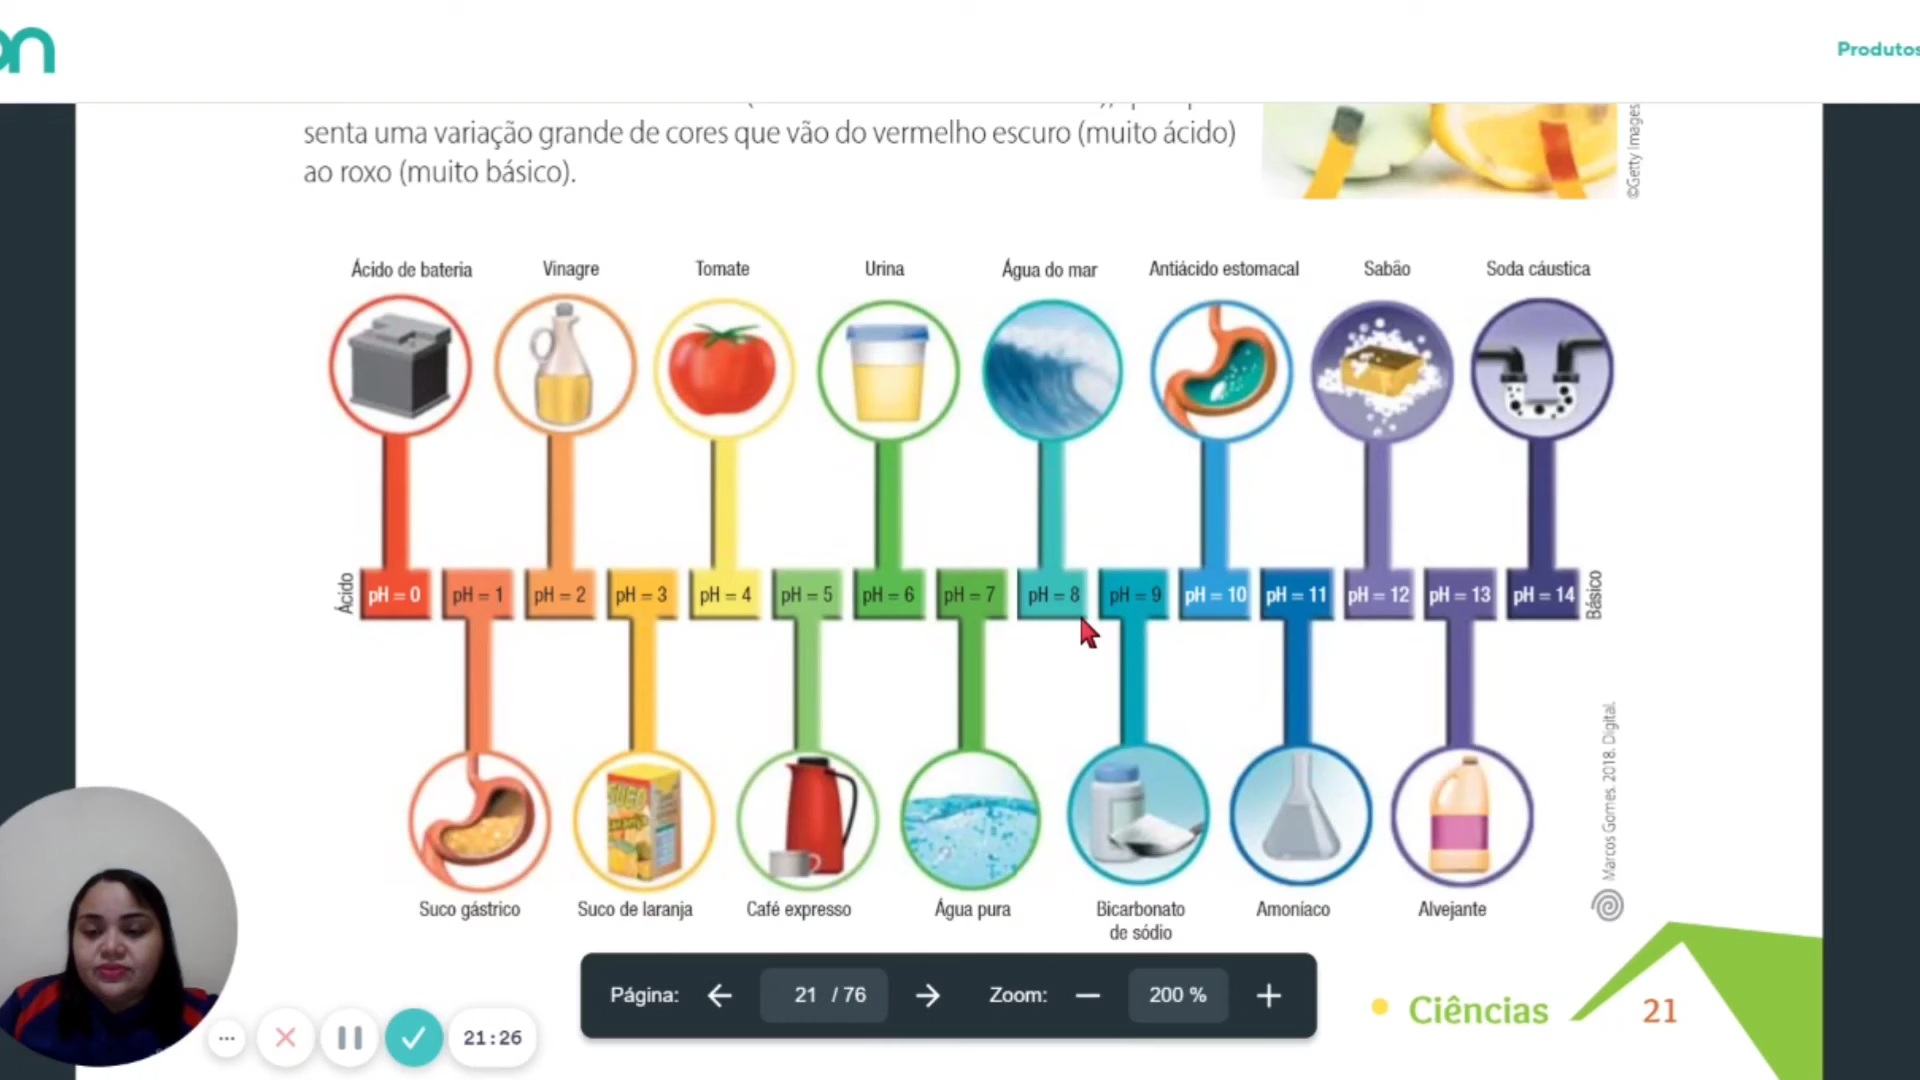 on
Produtos
senta uma variação grande de cores que vão do vermelho escuro (muito ácido)
ao roxo (muito básico).
©Getty Images
Ácido de bateria
Vinagre
Tomate
Urina
Água do mar
Antiácido estomacal
Sabão
Soda cáustica
Ácido
pH = 0
pH = 1
pH = 2
pH = 3
pH = 4
pH = 5
pH = 6
pH = 7
pH = 8
pH = 9
pH = 10
pH = 11
pH = 12
pH = 13
pH = 14
Básico
SUCO
Suco gástrico
Suco de laranja
Café expresso
Água pura
Bicarbonato
de sódio
Amoníaco
Alvejante
Marcos Gomes. 2018. Digital.
Página:
21 / 76
Zoom:
200 %
Ciências
21
21:26